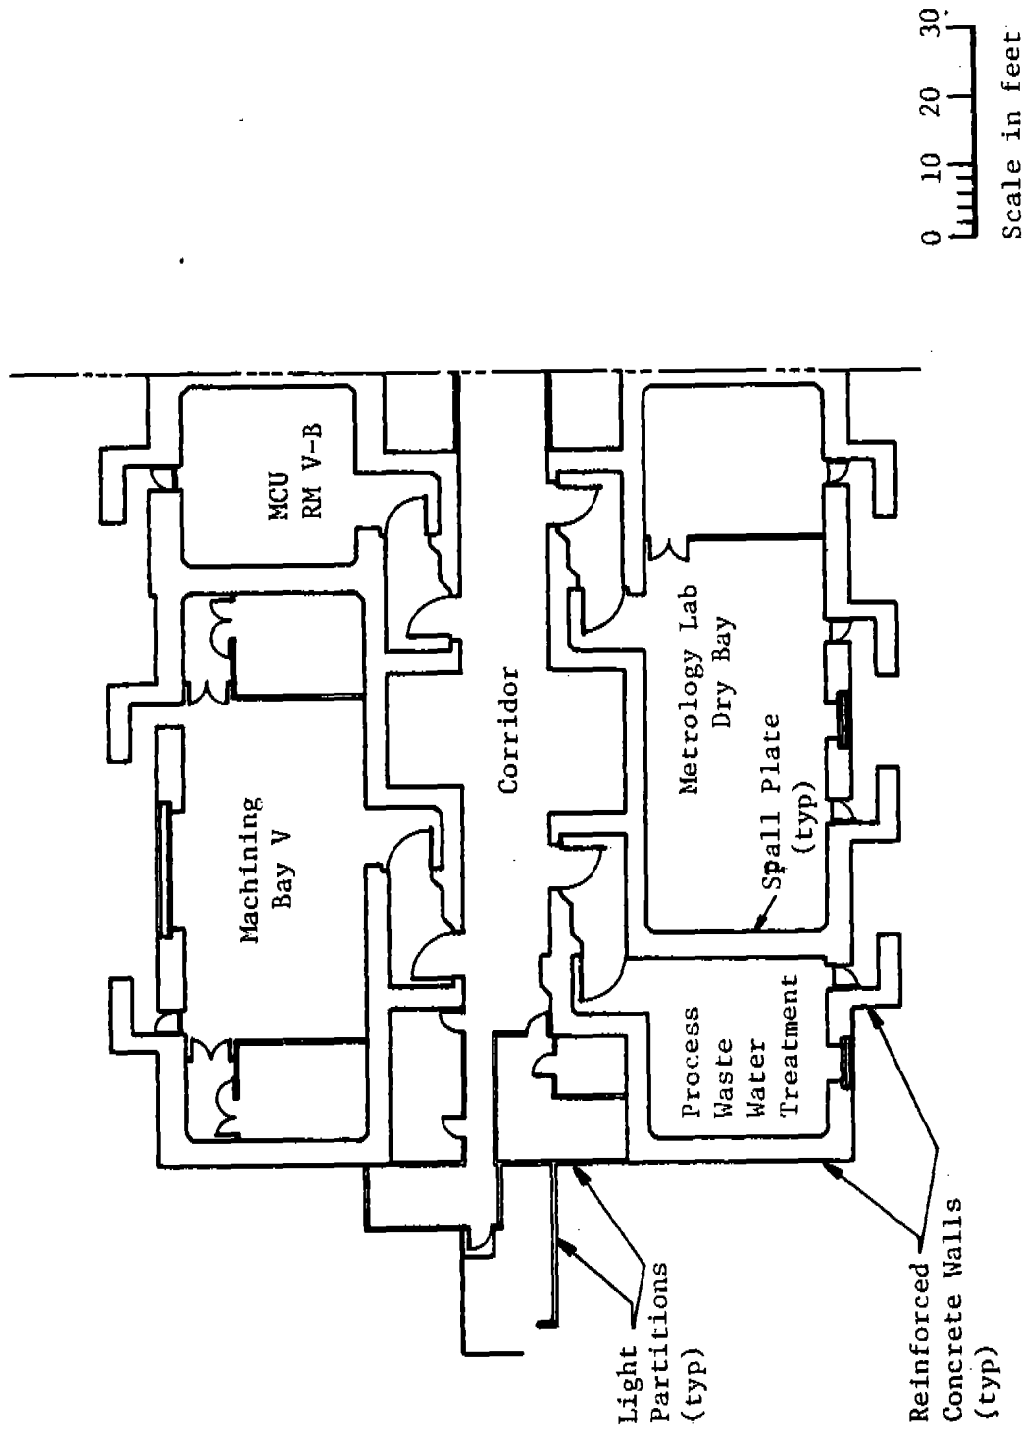 MCU
RM V-B
Machining
Bay V
Corridor
Metrology Lab
Dry Bay
Spall Plate
(typ)
Process
Waste
Water
Treatment
Light
Partitions
(typ)
Reinforced
Concrete Walls
(typ)
0 10 20 30
Scale in feet